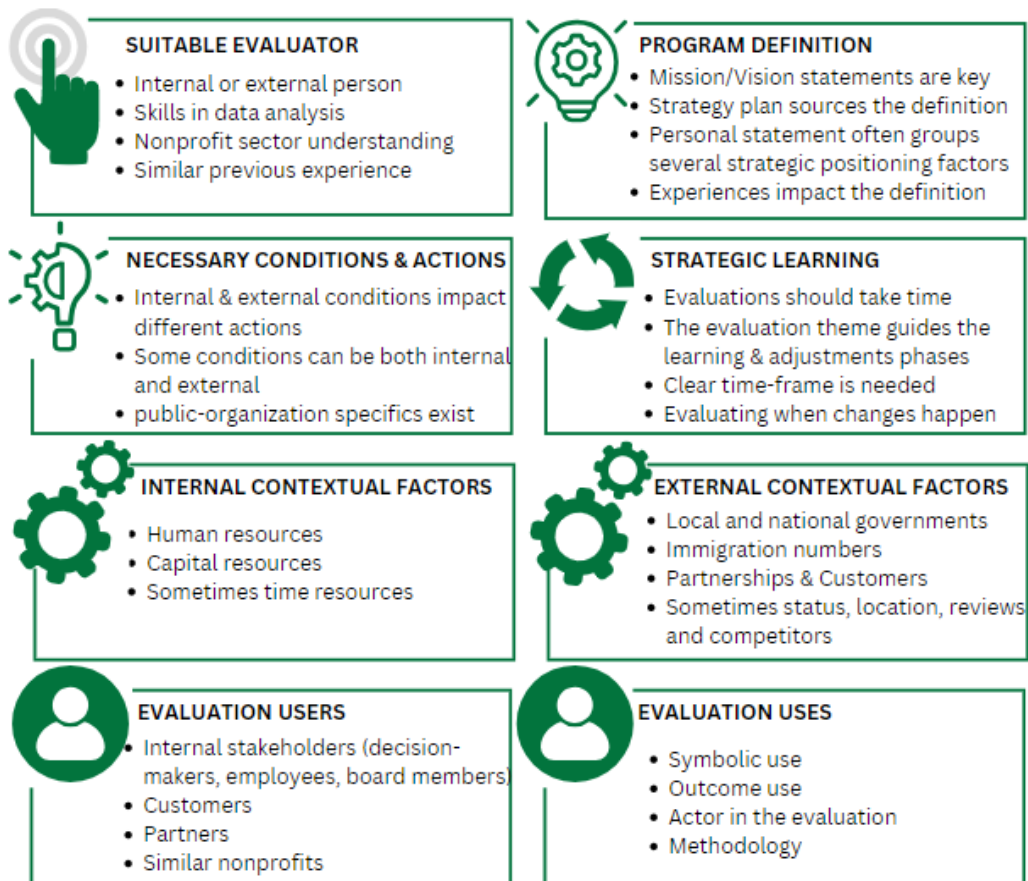 SUITABLE EVALUATOR
• Internal or external person
• Skills in data analysis
• Nonprofit sector understanding
• Similar previous experience
PROGRAM DEFINITION
• Mission/Vision statements are key
• Strategy plan sources the definition
• Personal statement often groups
several strategic positioning factors
• Experiences impact the definition
NECESSARY CONDITIONS & ACTIONS
• Internal & external conditions impact
different actions
• Some conditions can be both internal
and external
• public-organization specifics exist
STRATEGIC LEARNING
• Evaluations should take time
• The evaluation theme guides the
learning & adjustments phases
• Clear time-frame is needed
• Evaluating when changes happen
INTERNAL CONTEXTUAL FACTORS
• Human resources
• Capital resources
• Sometimes time resources
EXTERNAL CONTEXTUAL FACTORS
• Local and national governments
• Immigration numbers
• Partnerships & Customers
• Sometimes status, location, reviews
and competitors
EVALUATION USERS
• Internal stakeholders (decision-
makers, employees, board members)
• Customers
• Partners
• Similar nonprofits
EVALUATION USES
• Symbolic use
• Outcome use
• Actor in the evaluation
• Methodology